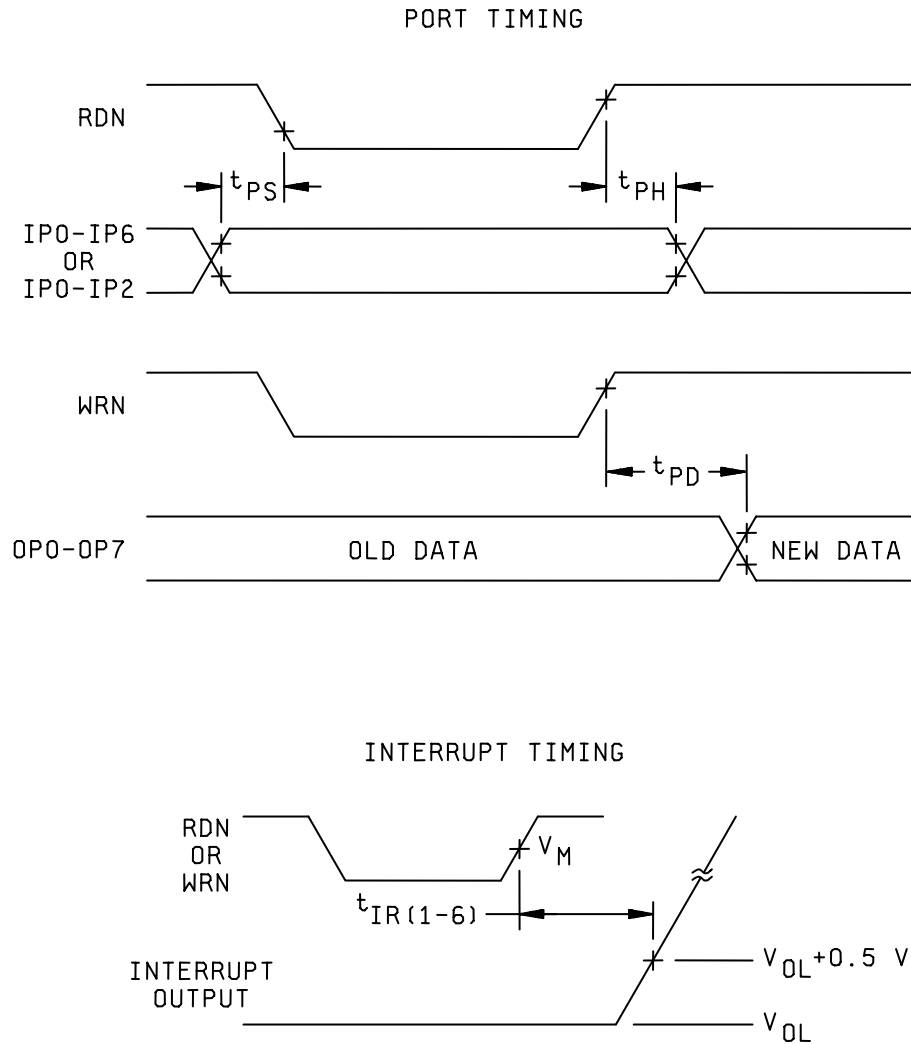 PORT TIMING
RDN
tPS
tPH
IP0-IP6
OR
IP0-IP2
WRN
tPD
OP0-OP7
OLD DATA
NEW DATA
INTERRUPT TIMING
RDN
OR
WRN
VM
tIR(1-6)
INTERRUPT
OUTPUT
VOL+0.5 V
VOL